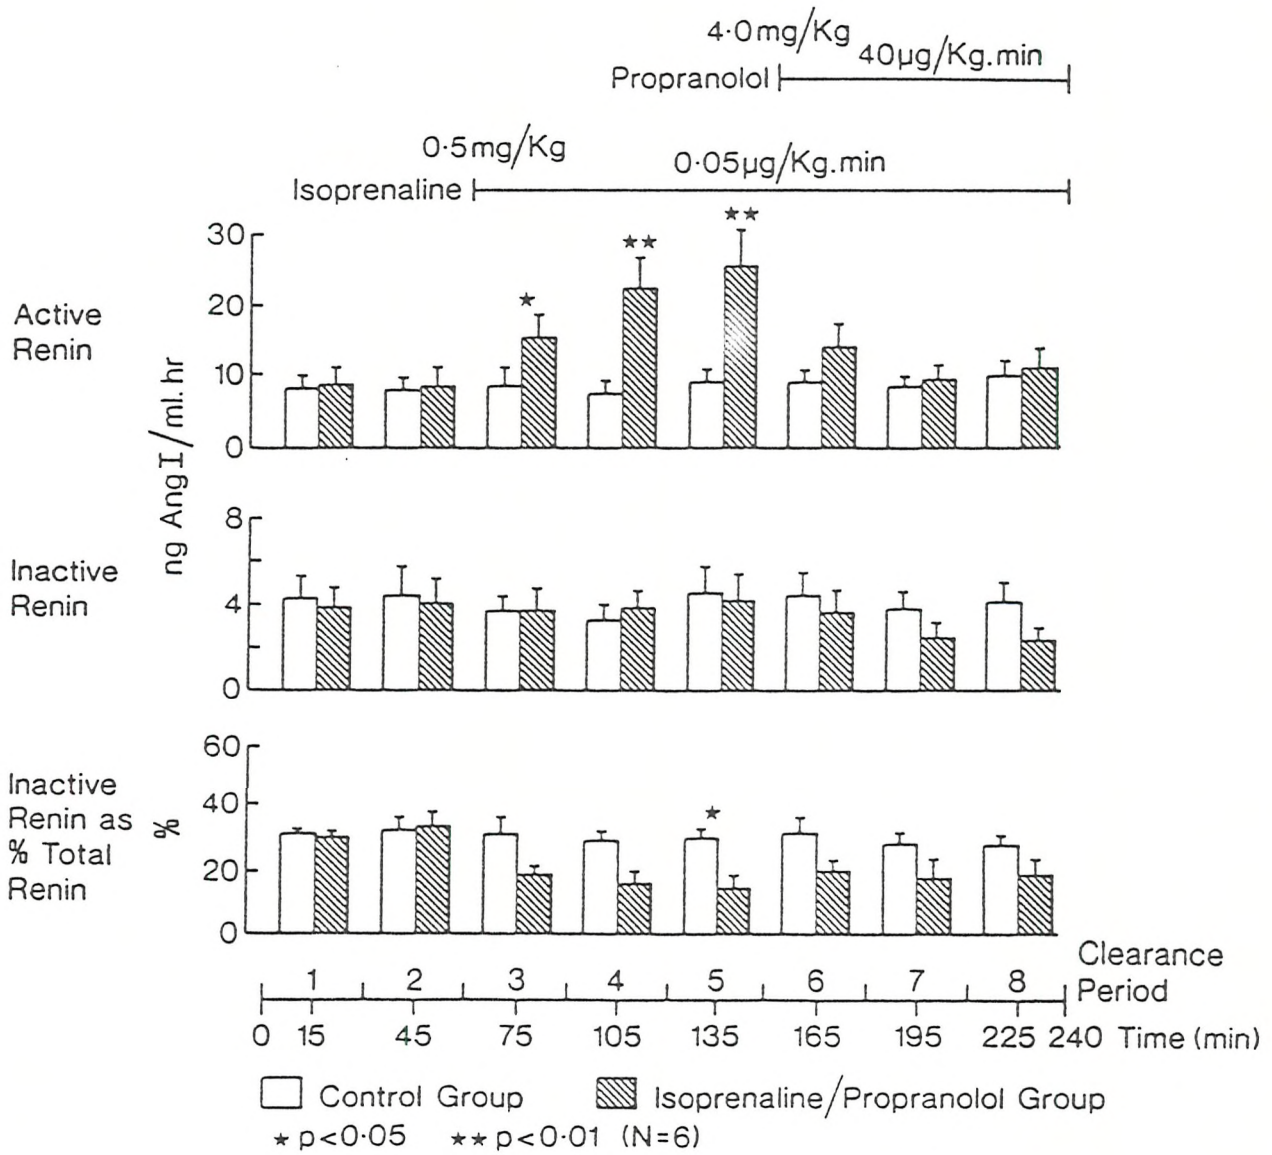 4·0mg/Kg
40µg/Kg.min
Propranolol
0·5mg/Kg
0·05µg/Kg.min
Isoprenaline
★★
★★
★
30
20
10
0
Active
Renin
ng AngI/ml.hr
8
4
0
Inactive
Renin
60
40
20
0
★
Inactive
Renin as
% Total
Renin
%
1 2 3 4 5 6 7 8
Clearance
Period
0 15 45 75 105 135 165 195 225 240 Time (min)
Control Group Isoprenaline/Propranolol Group
★ p<0·05 ★★ p<0·01 (N=6)